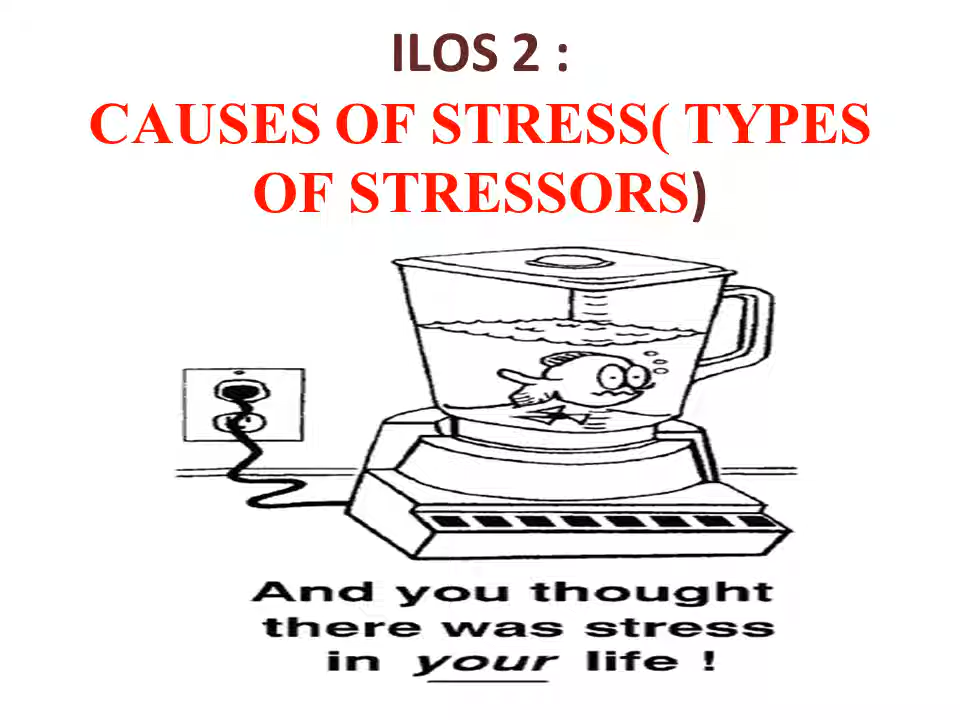 ILOS 2 :
CAUSES OF STRESS( TYPES
OF STRESSORS)
And you thought
there was stress
in your life !